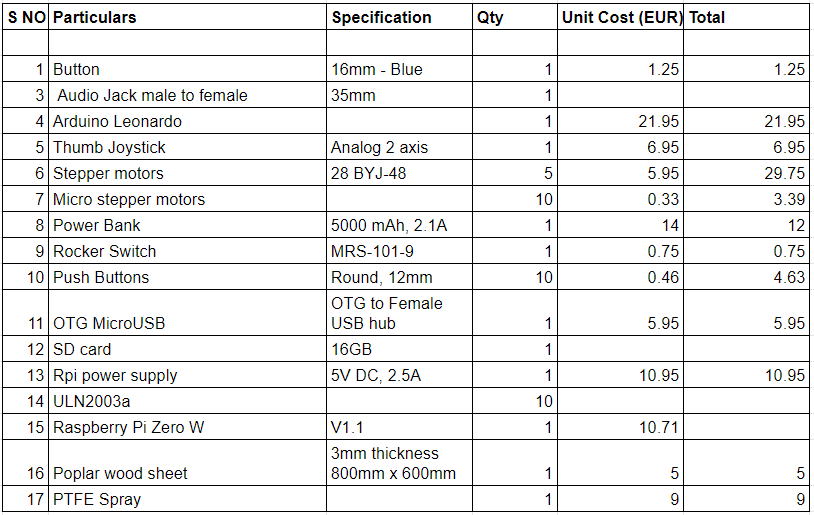 S NO Particulars Specification Qty Unit Cost (EUR) Total
1 Button 16mm - Blue 1 1.25 1.25
3 Audio Jack male to female 35mm 1
4 Arduino Leonardo 1 21.95 21.95
5 Thumb Joystick Analog 2 axis 1 6.95 6.95
6 Stepper motors 28 BYJ-48 5 5.95 29.75
7 Micro stepper motors 10 0.33 3.39
8 Power Bank 5000 mAh, 2.1A 1 14 12
9 Rocker Switch MRS-101-9 1 0.75 0.75
10 Push Buttons Round, 12mm 10 0.46 4.63
OTG to Female
11 OTG MicroUSB USB hub 1 5.95 5.95
12 SD card 16GB 1
13 Rpi power supply 5V DC, 2.5A 1 10.95 10.95
14 ULN2003a 10
15 Raspberry Pi Zero W V1.1 1 10.71
3mm thickness
16 Poplar wood sheet 800mm x 600mm 1 5 5
17 PTFE Spray 1 9 9